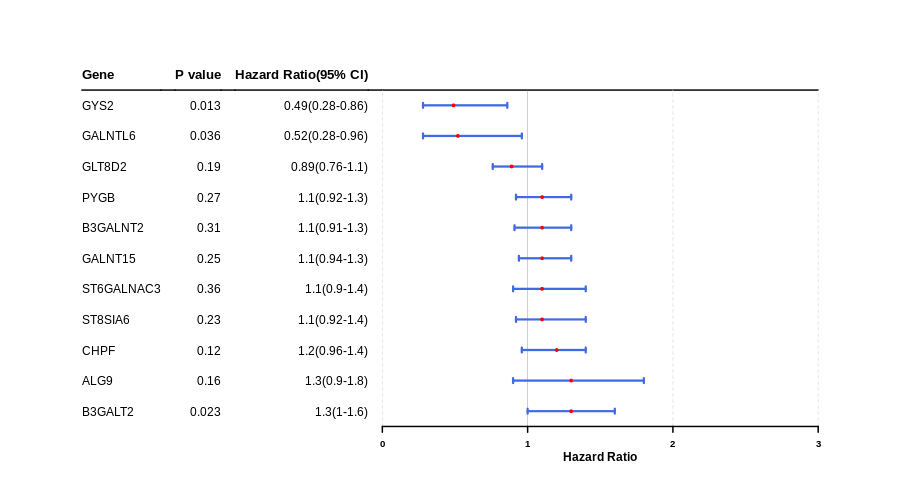 Gene P value Hazard Ratio(95% CI)
GYS2 0.013 0.49(0.28-0.86)
GALNTL6 0.036 0.52(0.28-0.96)
GLT8D2 0.19 0.89(0.76-1.1)
PYGB 0.27 1.1(0.92-1.3)
B3GALNT2 0.31 1.1(0.91-1.3)
GALNT15 0.25 1.1(0.94-1.3)
ST6GALNAC3 0.36 1.1(0.9-1.4)
ST8SIA6 0.23 1.1(0.92-1.4)
CHPF 0.12 1.2(0.96-1.4)
ALG9 0.16 1.3(0.9-1.8)
B3GALT2 0.023 1.3(1-1.6)
0 1 2 3
Hazard Ratio